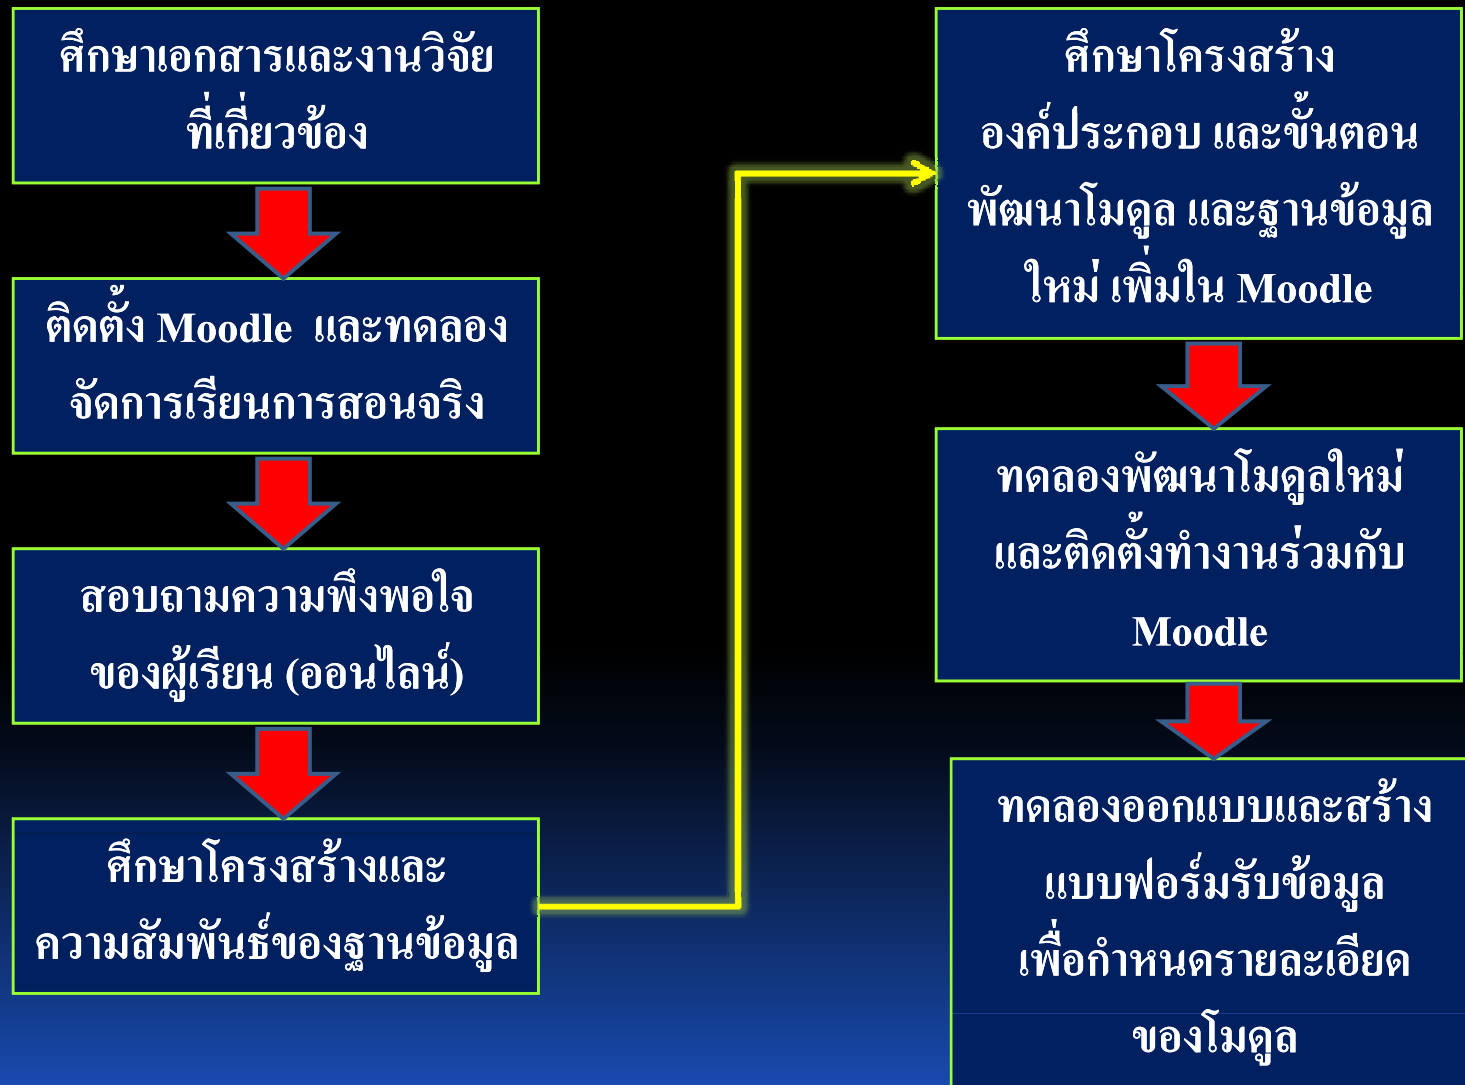 ศึกษาเอกสารและงานวิจัย
ที่เกี่ยวข้อง
ติดตั้ง Moodle และทดลอง
จัดการเรียนการสอนจริง
สอบถามความพึงพอใจ
ของผู้เรียน (ออนไลน์)
ศึกษาโครงสร้างและ
ความสัมพันธ์ของฐานข้อมูล
ศึกษาโครงสร้าง
องค์ประกอบ และขั้นตอน
พัฒนาโมดูล และฐานข้อมูล
ใหม่ เพิ่มใน Moodle
ทดลองพัฒนาโมดูลใหม่
และติดตั้งทำงานร่วมกับ
Moodle
ทดลองออกแบบและสร้าง
แบบฟอร์มรับข้อมูล
เพื่อกำหนดรายละเอียด
ของโมดูล